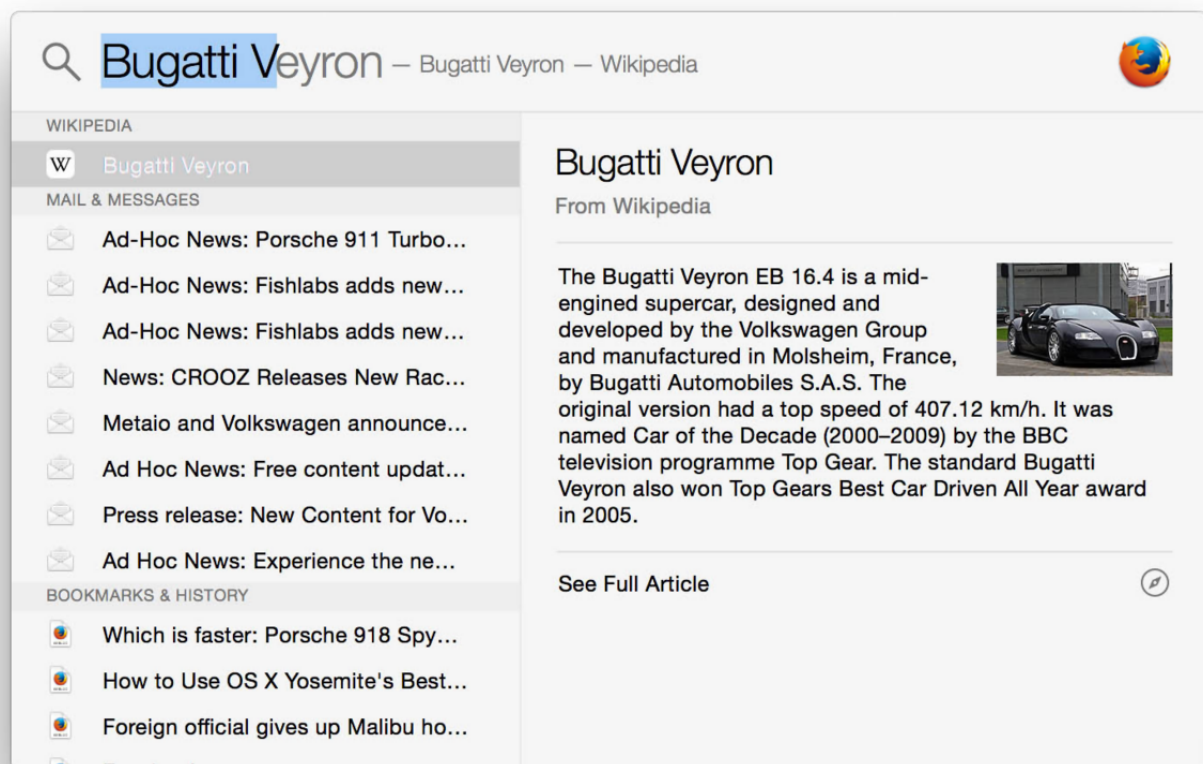 Bugatti Veyron — Bugatti Veyron — Wikipedia
WIKIPEDIA
W Bugatti Veyron
MAIL & MESSAGES
Ad-Hoc News: Porsche 911 Turbo...
Ad-Hoc News: Fishlabs adds new...
Ad-Hoc News: Fishlabs adds new...
News: CROOZ Releases New Rac...
Metaio and Volkswagen announce...
Ad Hoc News: Free content updat...
Press release: New Content for Vo...
Ad Hoc News: Experience the ne...
BOOKMARKS & HISTORY
Which is faster: Porsche 918 Spy...
How to Use OS X Yosemite's Best...
Foreign official gives up Malibu ho...
Bugatti Veyron
From Wikipedia
The Bugatti Veyron EB 16.4 is a mid-
engined supercar, designed and
developed by the Volkswagen Group
and manufactured in Molsheim, France,
by Bugatti Automobiles S.A.S. The
original version had a top speed of 407.12 km/h. It was
named Car of the Decade (2000–2009) by the BBC
television programme Top Gear. The standard Bugatti
Veyron also won Top Gears Best Car Driven All Year award
in 2005.
See Full Article